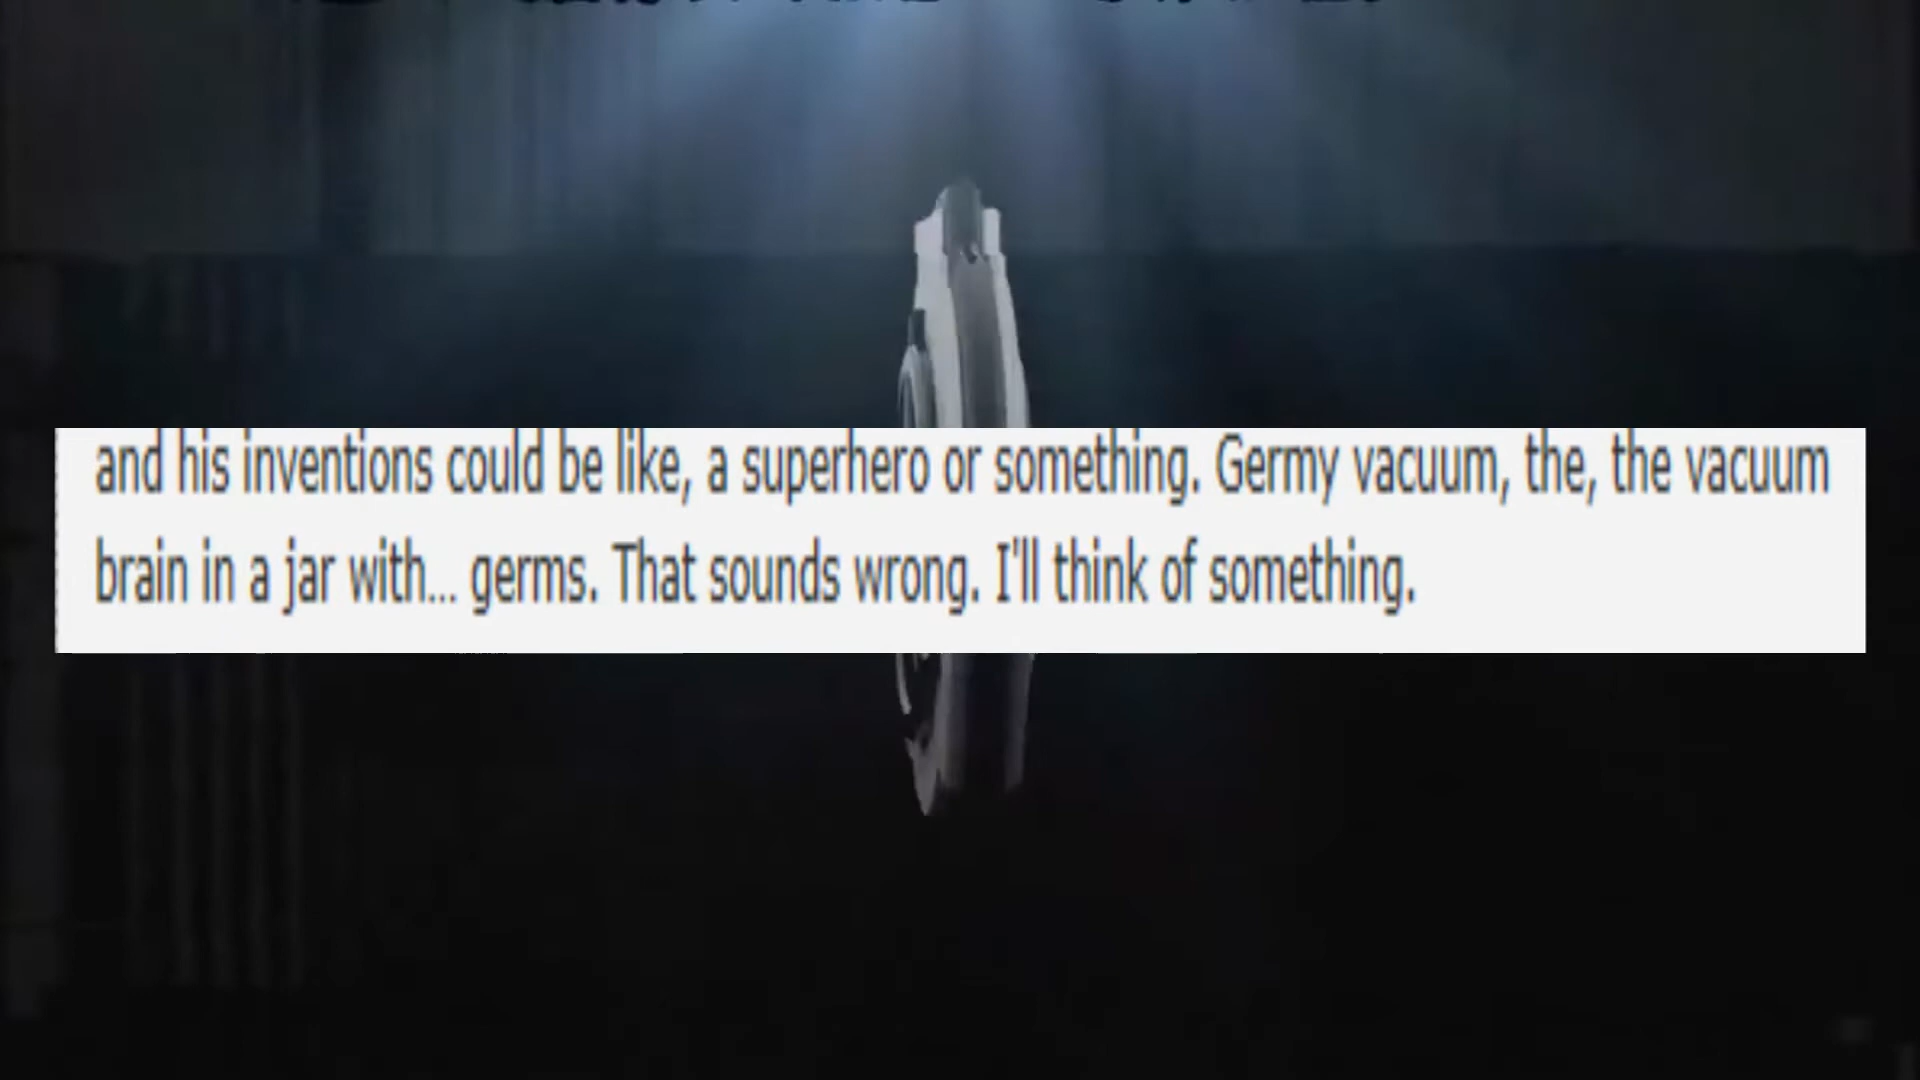 and his inventions could be like, a superhero or something. Germy vacuum, the, the vacuum
brain in a jar with... germs. That sounds wrong. I'll think of something.